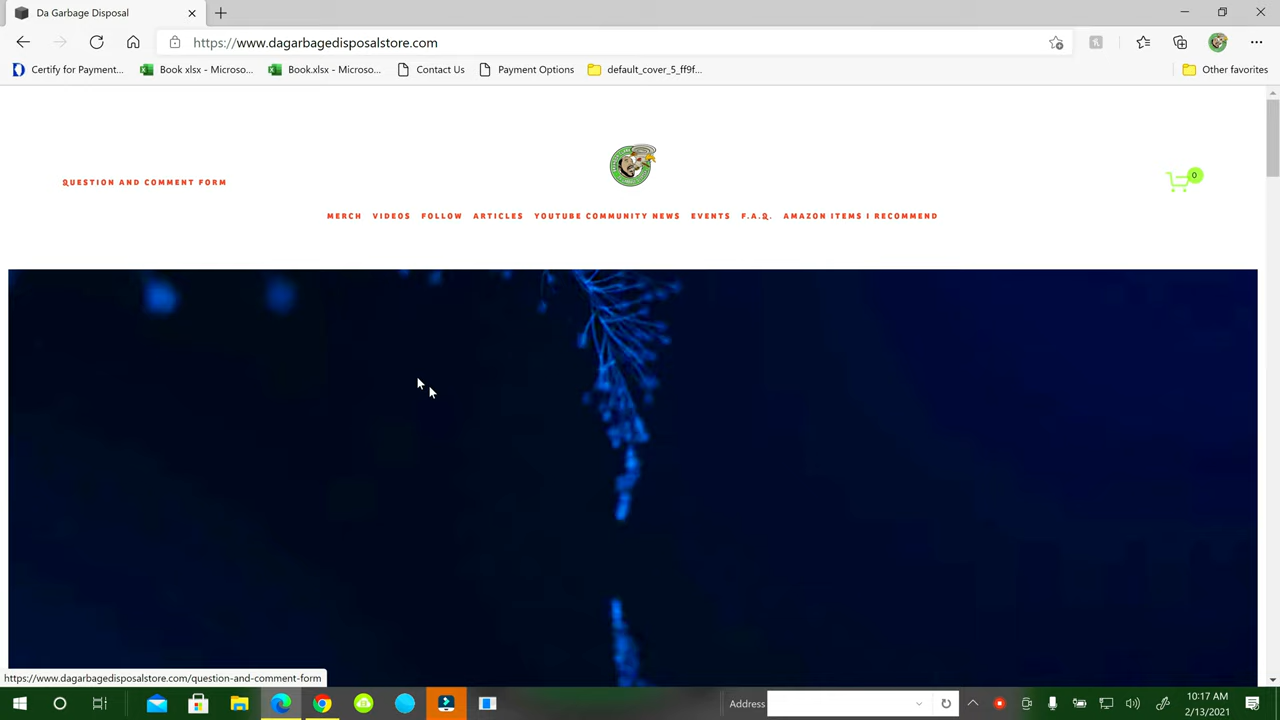 Da Garbage Disposal
https://www.dagarbagedisposalstore.com
Certify for Payment... Book xlsx - Microso... Book.xlsx - Microso... Contact Us Payment Options default_cover_5_ff9f... Other favorites
QUESTION AND COMMENT FORM
0
MERCH VIDEOS FOLLOW ARTICLES YOUTUBE COMMUNITY NEWS EVENTS F.A.Q. AMAZON ITEMS I RECOMMEND
https://www.dagarbagedisposalstore.com/question-and-comment-form
Address
10:17 AM
2/13/2021